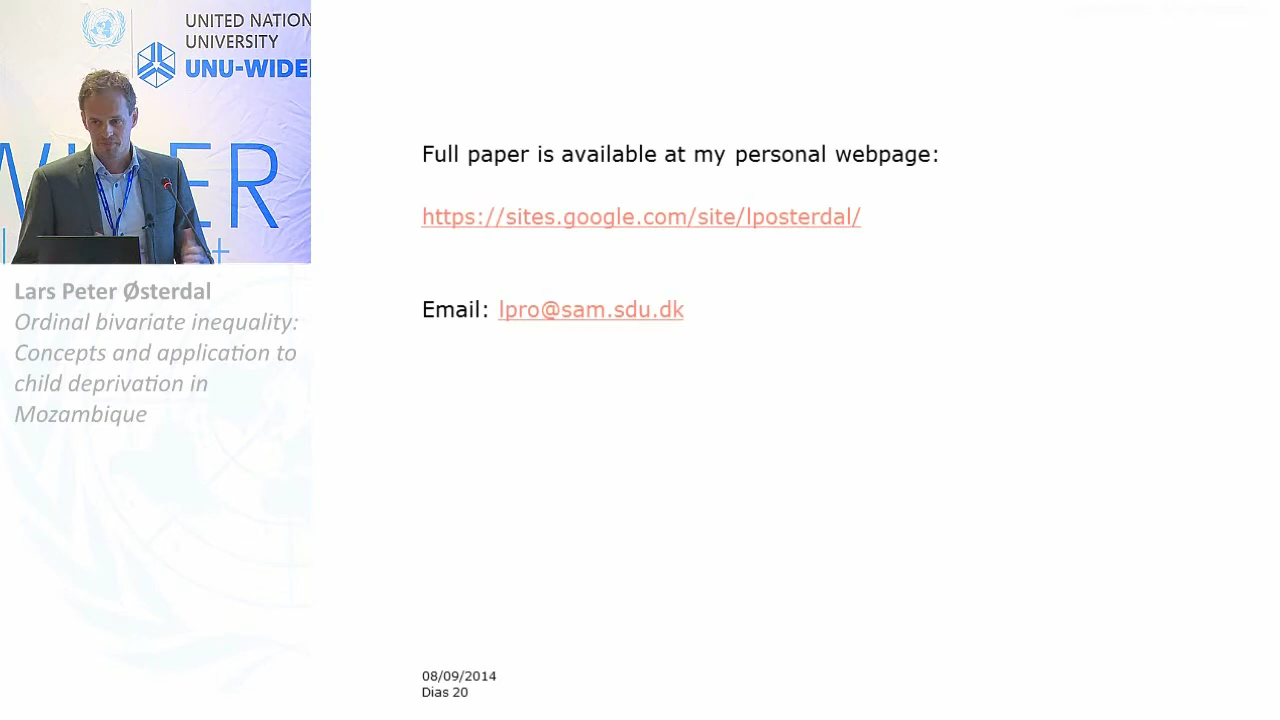 UNITED NATION
UNIVERSITY
UNU-WIDE
WIDER
Lars Peter Østerdal
Ordinal bivariate inequality:
Concepts and application to
child deprivation in
Mozambique
Full paper is available at my personal webpage:
https://sites.google.com/site/lposterdal/
Email: lpro@sam.sdu.dk
08/09/2014
Dias 20